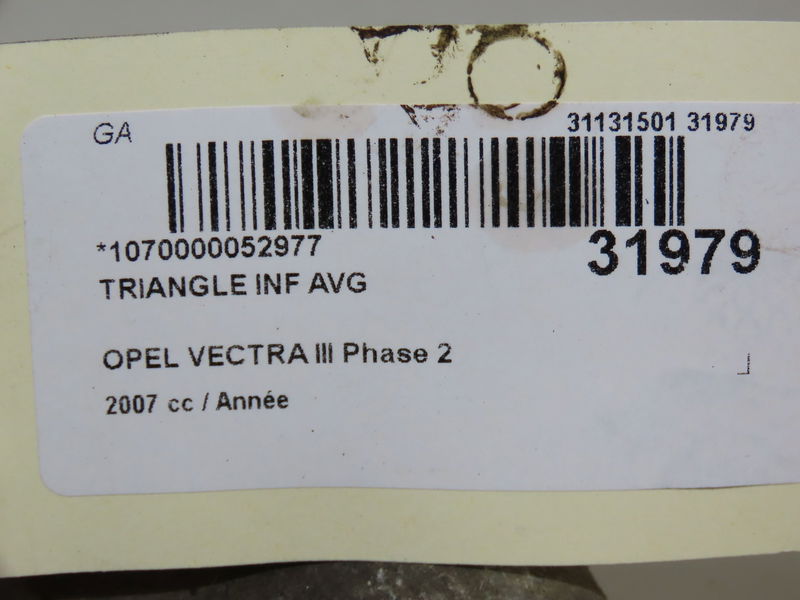 GA
31131501 31979
*1070000052977
31979
TRIANGLE INF AVG
OPEL VECTRA III Phase 2
2007 cc / Année